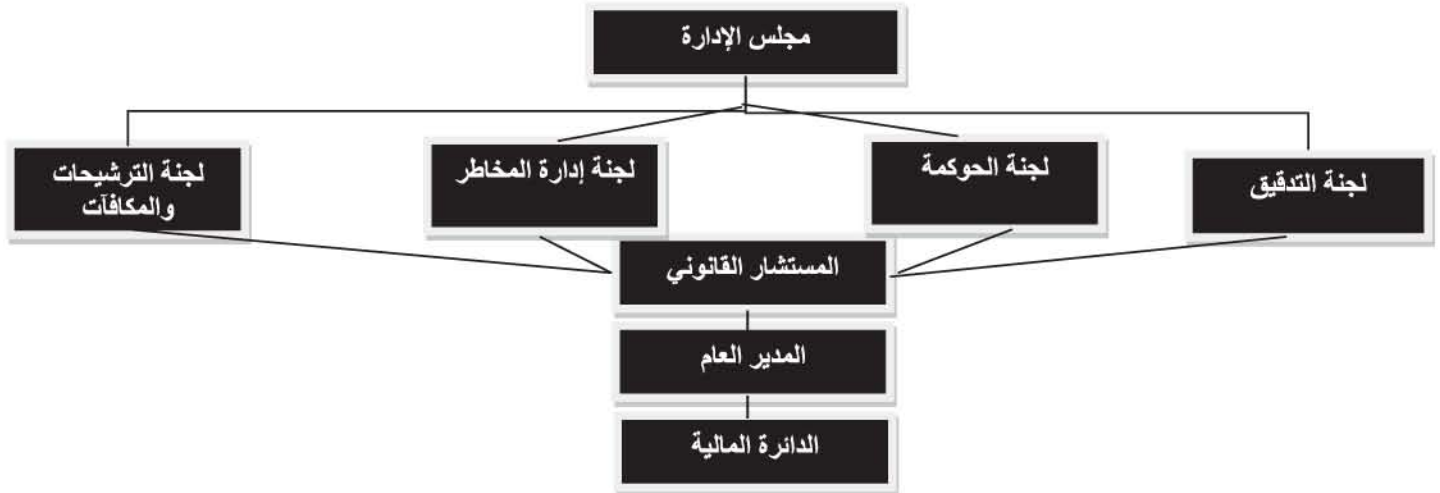 مجلس الإدارة
لجنة التدقيق
لجنة الحوكمة
لجنة إدارة المخاطر
لجنة الترشيحات
والمكافآت
المستشار القانوني
المدير العام
الدائرة المالية